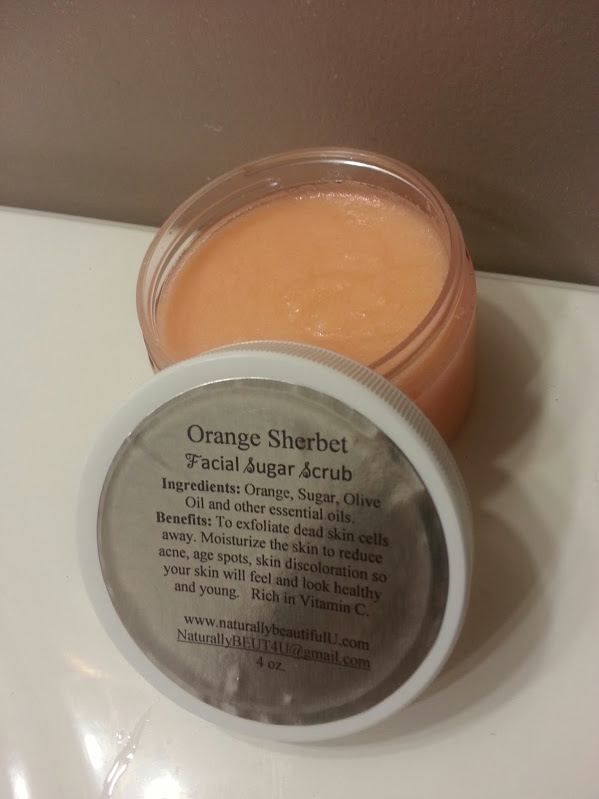 Orange Sherbet
Facial Sugar Scrub
Ingredients: Orange, Sugar, Olive
Oil and other essential oils.
Benefits: To exfoliate dead skin cells
away. Moisturize the skin to reduce
acne, age spots, skin discoloration so
your skin will feel and look healthy
and young. Rich in Vitamin C.
www.naturallybeautifulU.com
NaturallyBEUT4U@gmail.com
4 oz.